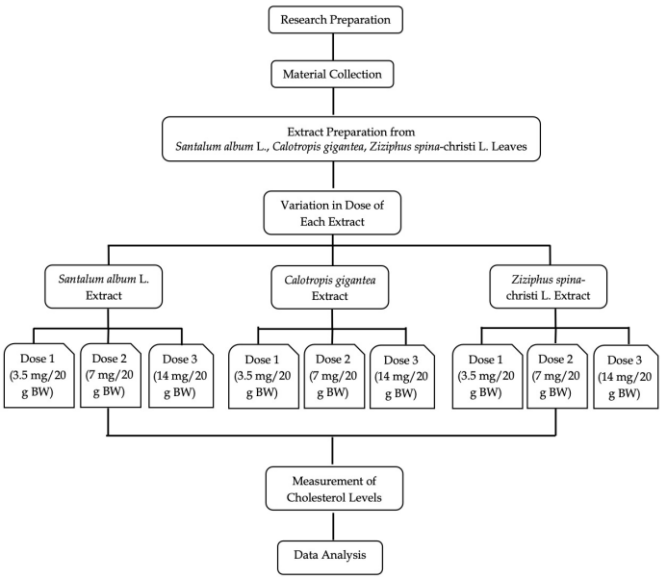 Research Preparation
Material Collection
Extract Preparation from
Santalum album L., Calotropis gigantea, Ziziphus spina-christi L. Leaves
Variation in Dose of
Each Extract
Santalum album L.
Extract
Calotropis gigantea
Extract
Ziziphus spina-
christi L. Extract
Dose 1
(3.5 mg/20
g BW)
Dose 2
(7 mg/20
g BW)
Dose 3
(14 mg/20
g BW)
Dose 1
(3.5 mg/20
g BW)
Dose 2
(7 mg/20
g BW)
Dose 3
(14 mg/20
g BW)
Dose 1
(3.5 mg/20
g BW)
Dose 2
(7 mg/20
g BW)
Dose 3
(14 mg/20
g BW)
Measurement of
Cholesterol Levels
Data Analysis